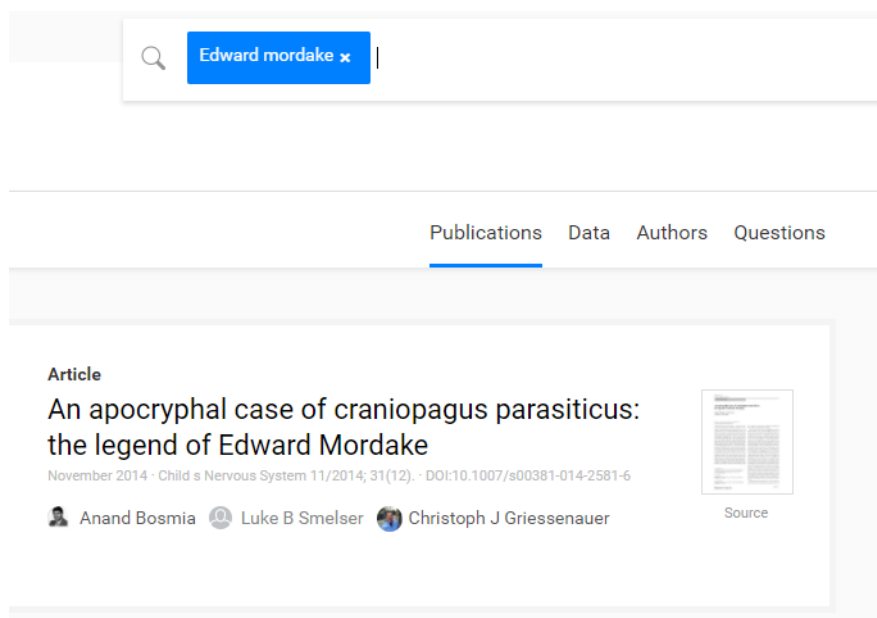 Edward mordake ×
Publications Data Authors Questions
Article
An apocryphal case of craniopagus parasiticus:
the legend of Edward Mordake
November 2014 · Child s Nervous System 11/2014; 31(12). · DOI:10.1007/s00381-014-2581-6
Anand Bosmia Luke B Smelser Christoph J Griessenauer
Source